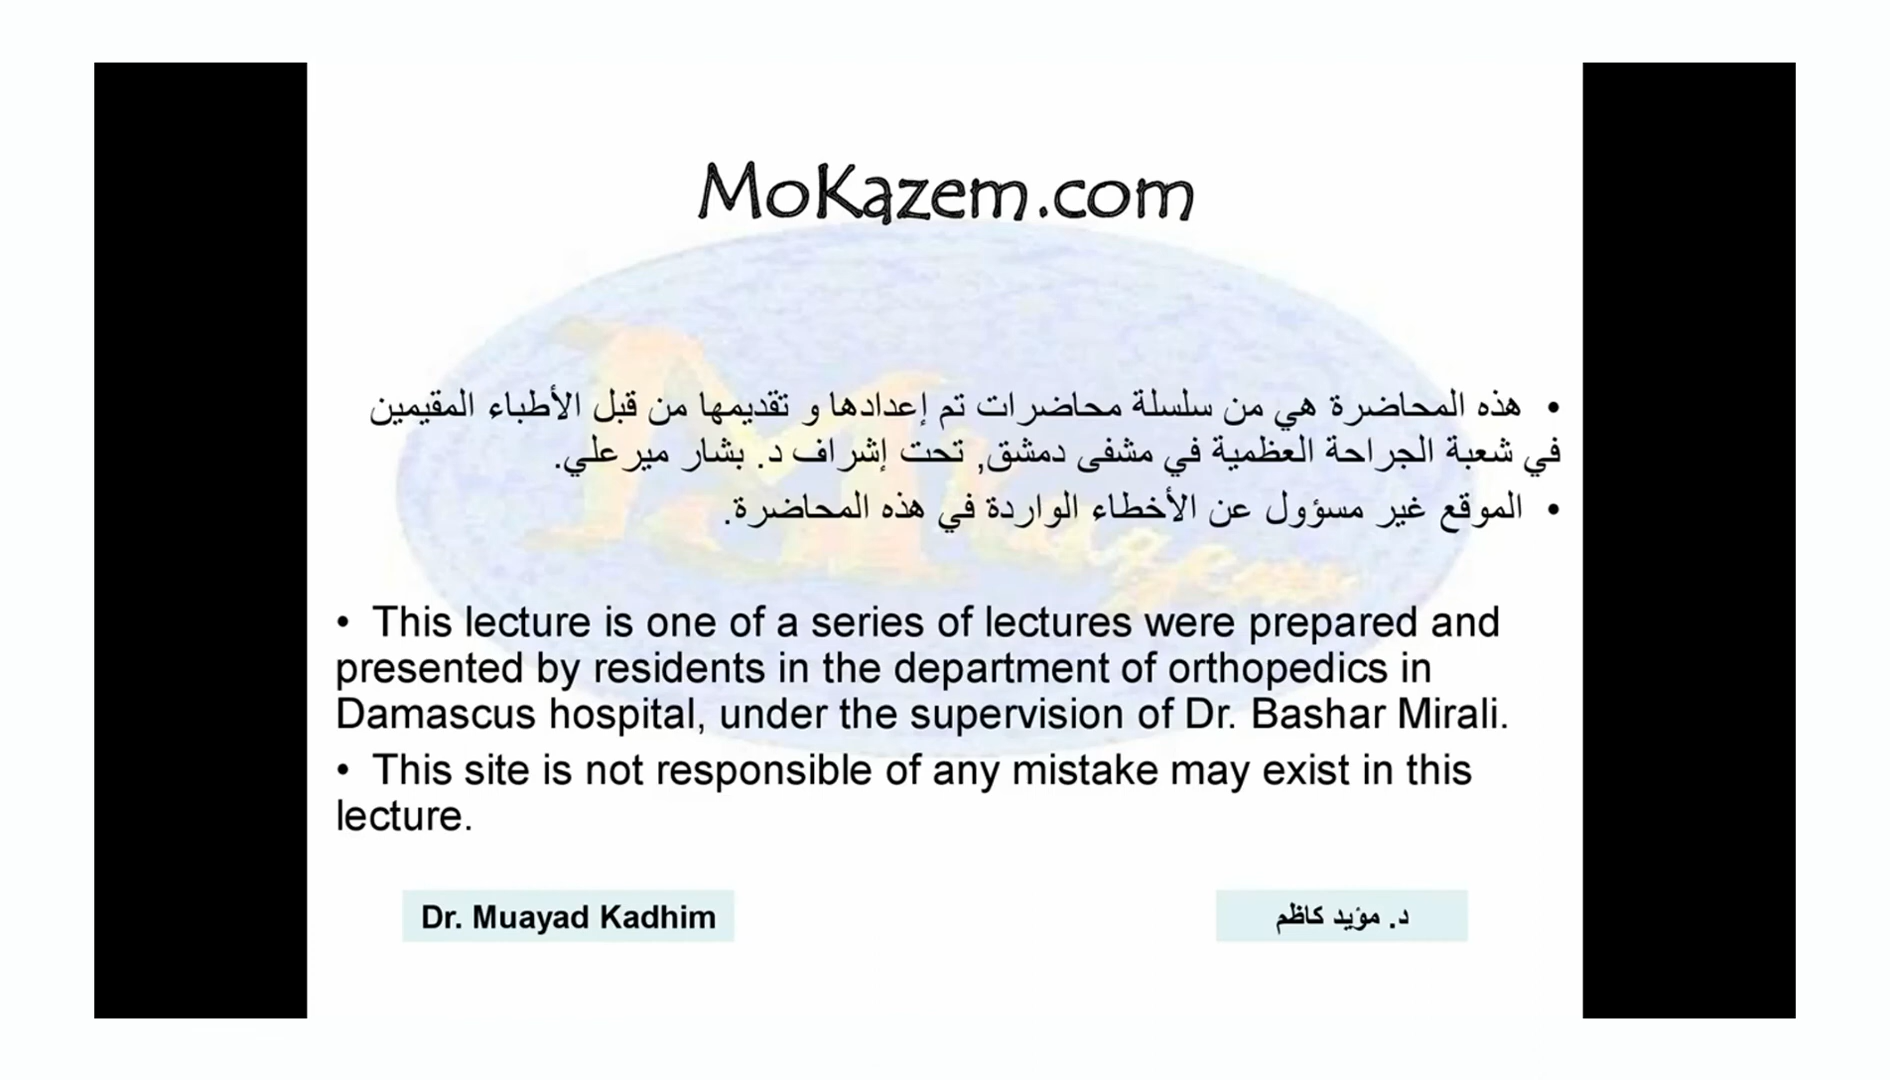 MoKazem.com
• هذه المحاضرة هي من سلسلة محاضرات تم إعدادها و تقديمها من قبل الأطباء المقيمين
في شعبة الجراحة العظمية في مشفى دمشق, تحت إشراف د. بشار ميرعلي.
• الموقع غير مسؤول عن الأخطاء الواردة في هذه المحاضرة.
• This lecture is one of a series of lectures were prepared and
presented by residents in the department of orthopedics in
Damascus hospital, under the supervision of Dr. Bashar Mirali.
• This site is not responsible of any mistake may exist in this
lecture.
Dr. Muayad Kadhim
د. مؤيد كاظم